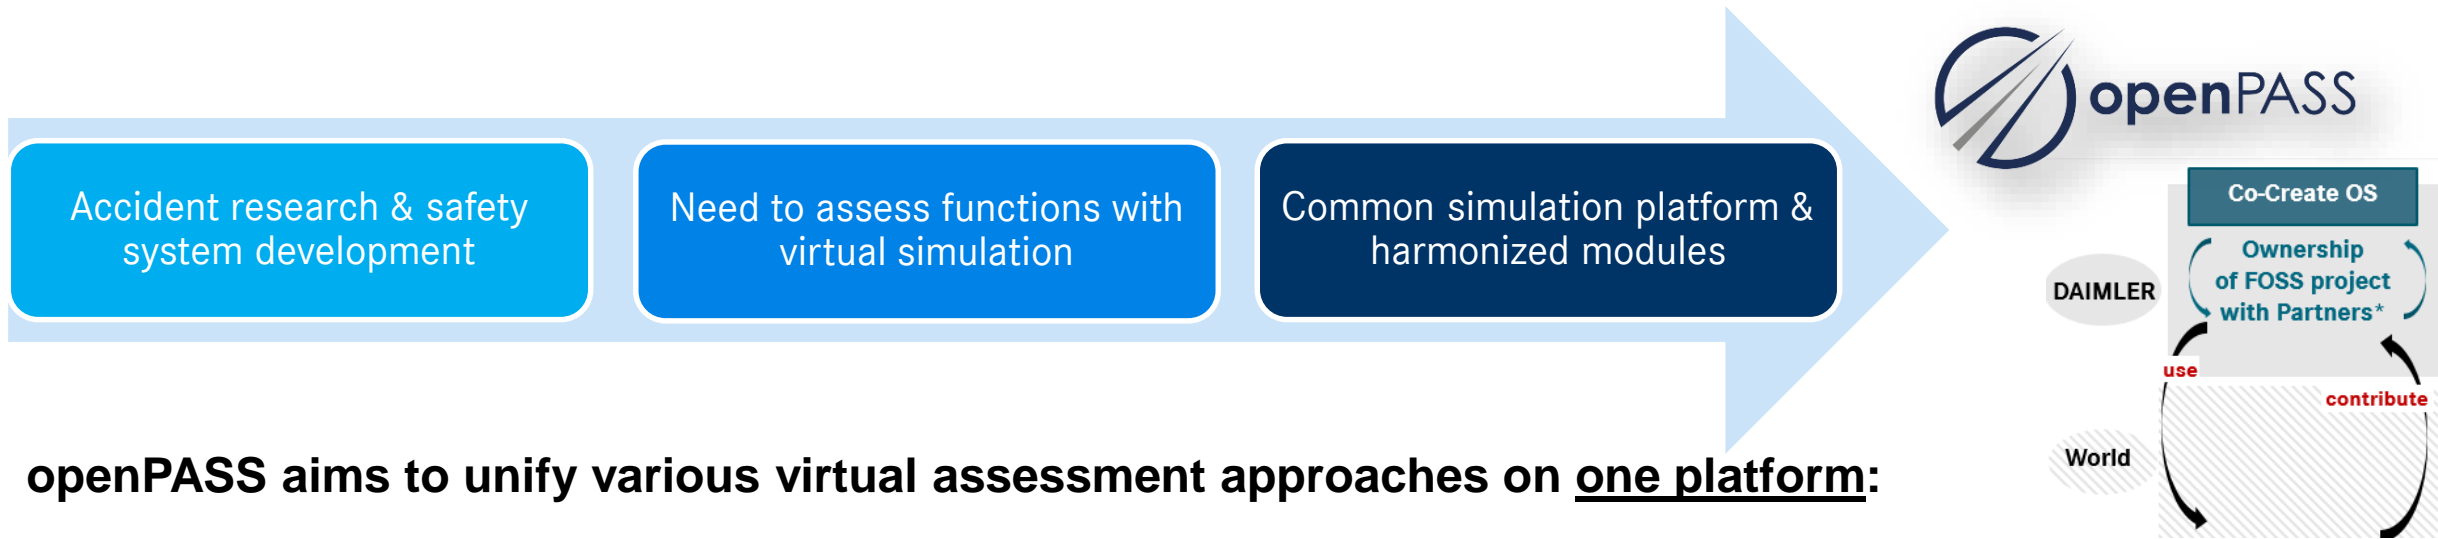 openPASS
Accident research & safety
system development
Need to assess functions with
virtual simulation
Common simulation platform &
harmonized modules
Co-Create OS
Ownership
of FOSS project
with Partners*
DAIMLER
use
contribute
World
openPASS aims to unify various virtual assessment approaches on one platform: